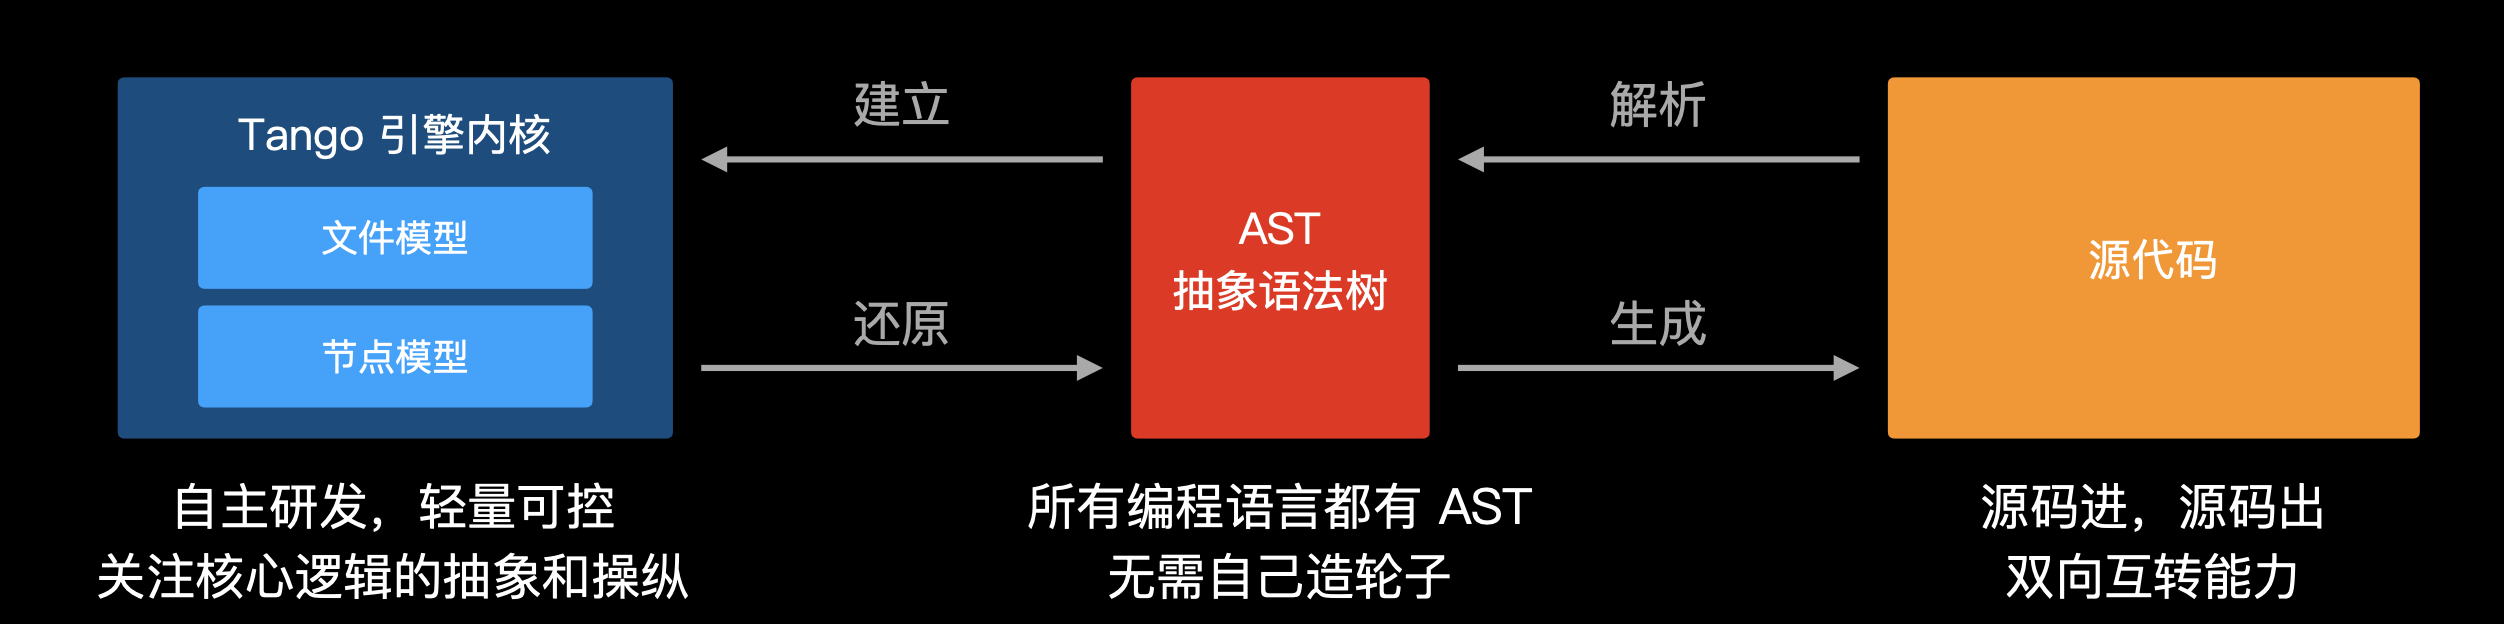 Tango 引擎网核
文件模型
节点模型
建立
还原
AST
抽象语法树
解析
生成
源代码
自主研发，轻量可控
关注核心逻辑的抽象和罗纵
所有编程语言都有 AST
无需自己造轮子
源码进，源码出
双向互转能力